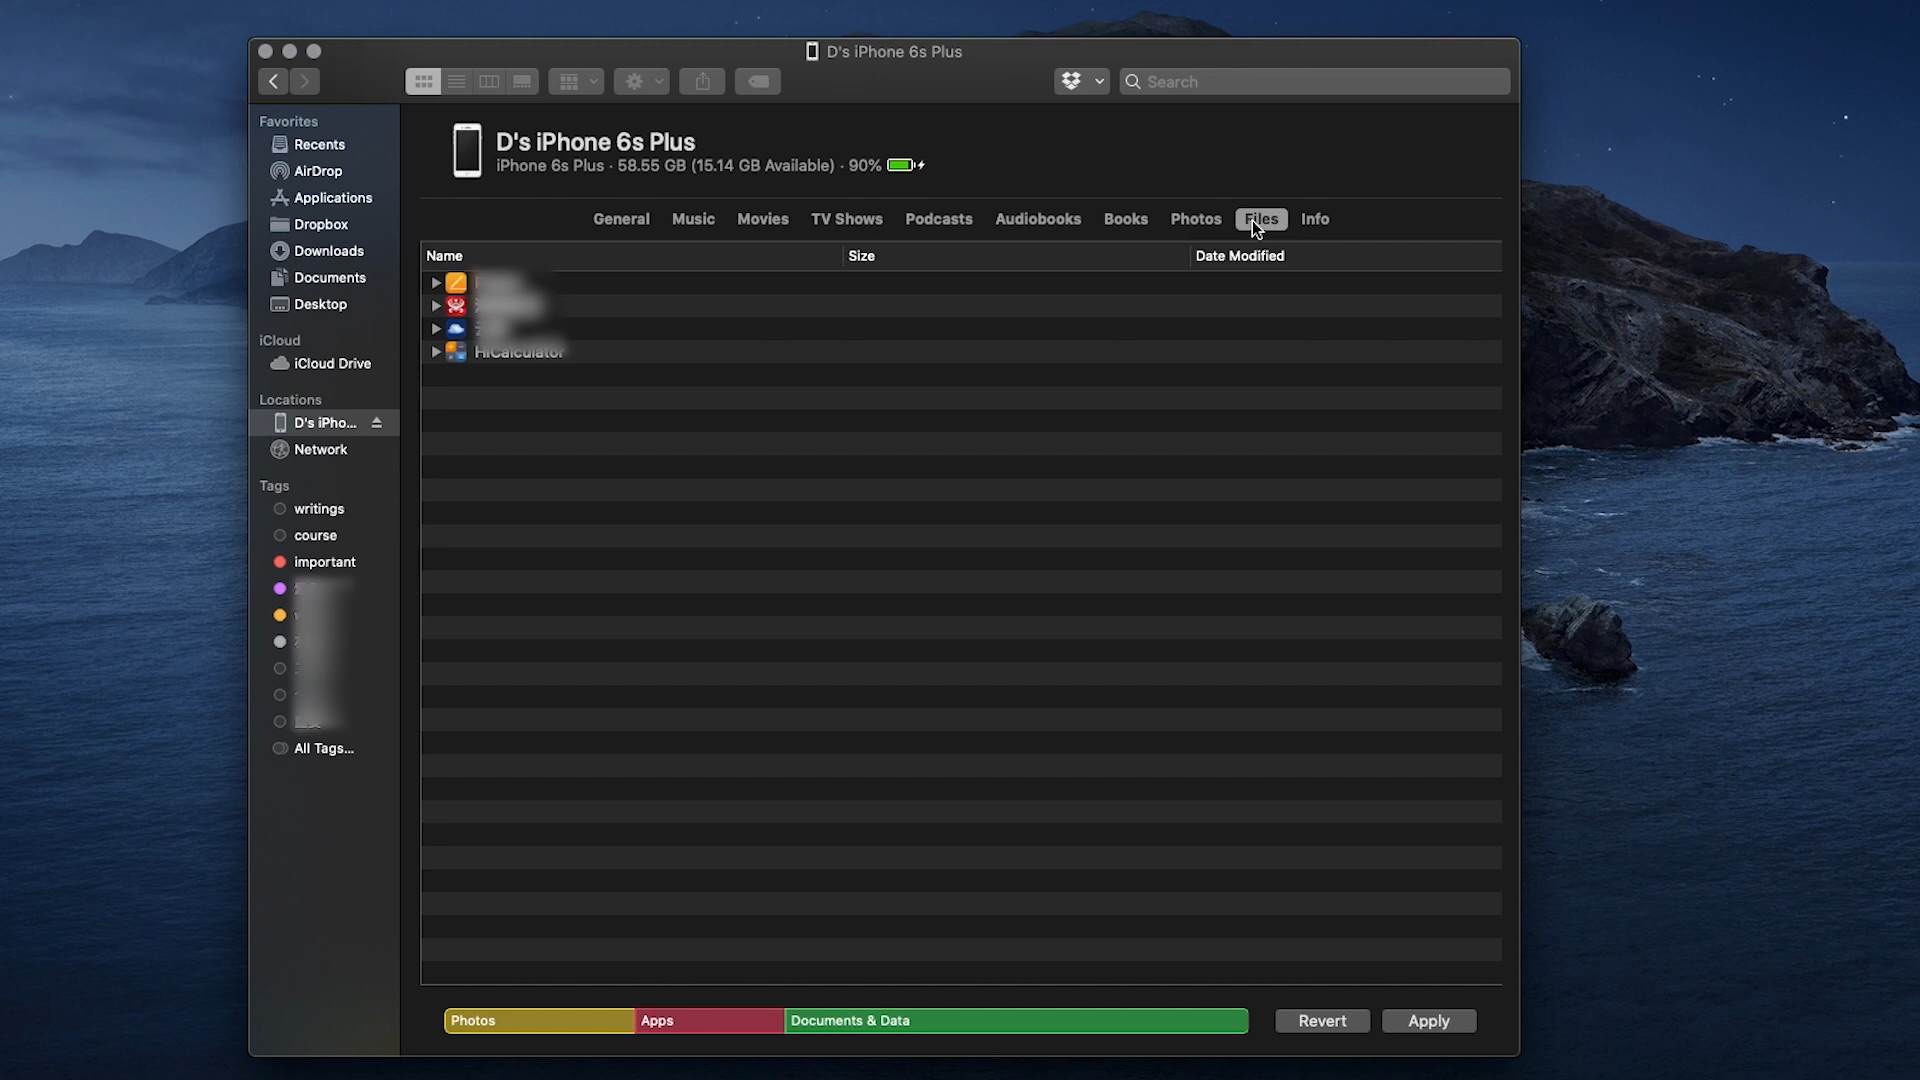 D's iPhone 6s Plus
Search
Favorites
Recents
AirDrop
Applications
Dropbox
Downloads
Documents
Desktop
iCloud
iCloud Drive
Locations
D's iPho...
Network
Tags
writings
course
important
All Tags...
D's iPhone 6s Plus
iPhone 6s Plus · 58.55 GB (15.14 GB Available) · 90%
General Music Movies TV Shows Podcasts Audiobooks Books Photos Files Info
Name Size Date Modified
HiCalculator
Photos Apps Documents & Data Revert Apply